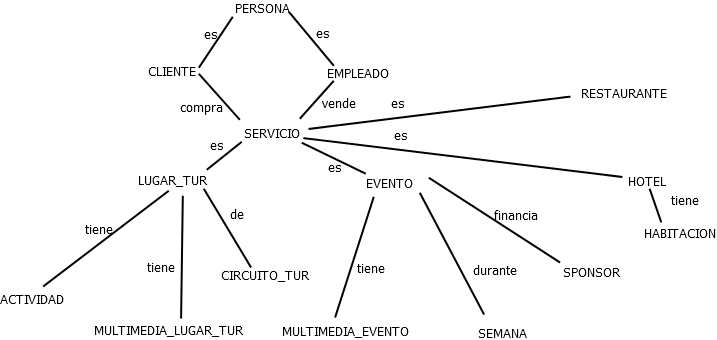 PERSONA
es
es
CLIENTE
EMPLEADO
compra
vende
es
RESTAURANTE
SERVICIO
es
es
es
LUGAR_TUR
EVENTO
HOTEL
tiene
de
tiene
financia
tiene
HABITACION
tiene
CIRCUITO_TUR
tiene
durante
SPONSOR
ACTIVIDAD
MULTIMEDIA_LUGAR_TUR
MULTIMEDIA_EVENTO
SEMANA